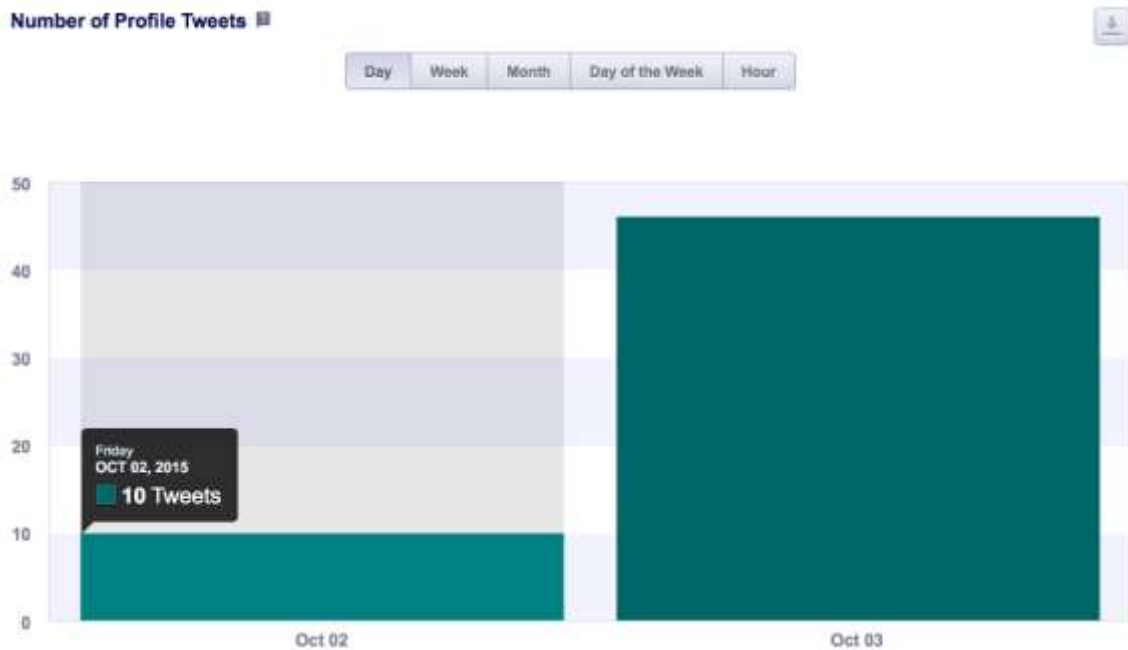 Number of Profile Tweets
Day Week Month Day of the Week Hour
50
40
30
20
Friday
OCT 02, 2015
10 Tweets
10
0
Oct 02 Oct 03